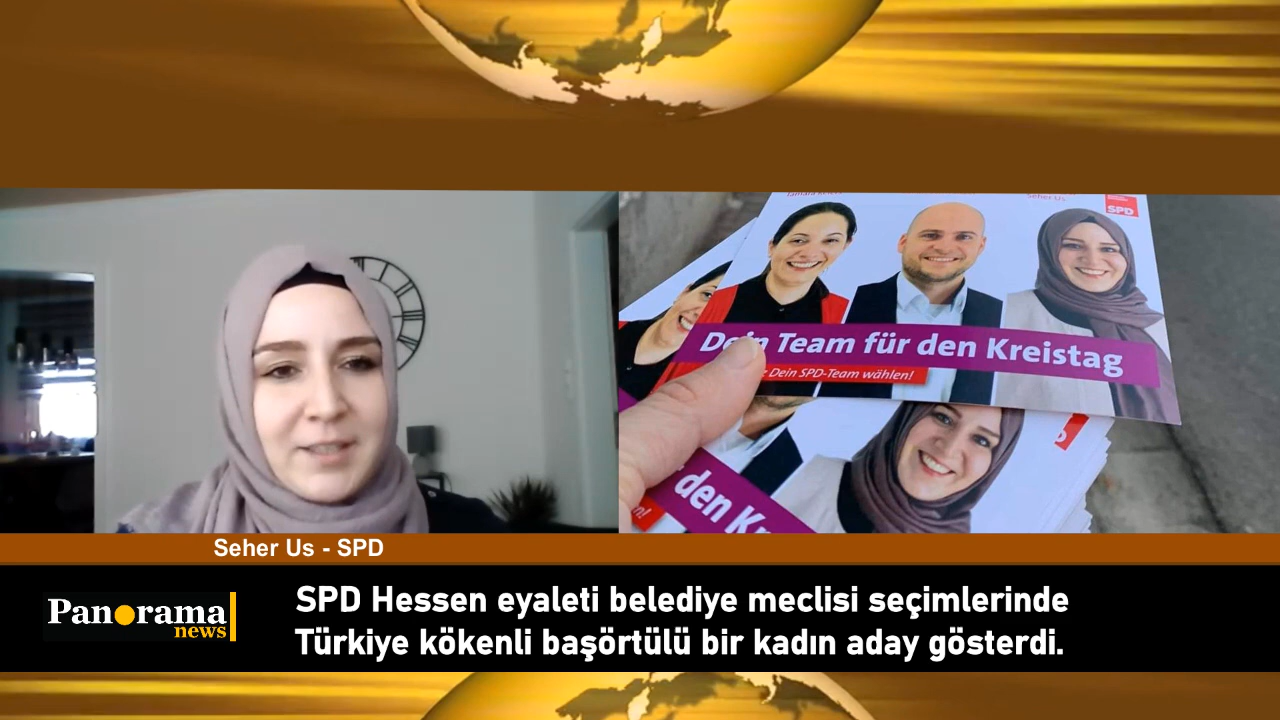 Seher Us
SPD
Dein Team für den Kreistag
Dein SPD-Team wählen!
den
Seher Us - SPD
Panorama
news
SPD Hessen eyaleti belediye meclisi seçimlerinde
Türkiye kökenli başörtülü bir kadın aday gösterdi.